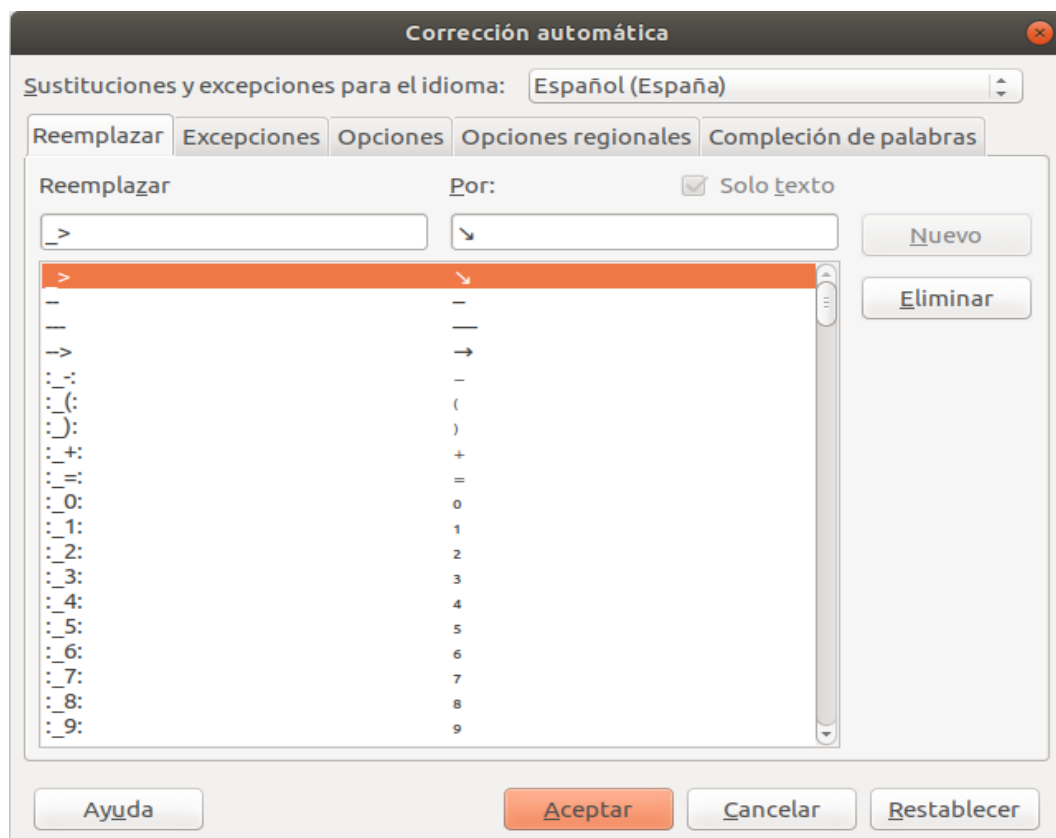 Corrección automática
Sustituciones y excepciones para el idioma: Español (España)
Reemplazar Excepciones Opciones Opciones regionales Compleción de palabras
Reemplazar Por: Solo texto
_> ↘ Nuevo
_> ↘
Eliminar
-- –
--- —
--> →
:_-: ₋
:_(: ₍
:_): ₎
:_+: ₊
:_=: ₌
:_0: ₀
:_1: ₁
:_2: ₂
:_3: ₃
:_4: ₄
:_5: ₅
:_6: ₆
:_7: ₇
:_8: ₈
:_9: ₉
Ayuda Aceptar Cancelar Restablecer